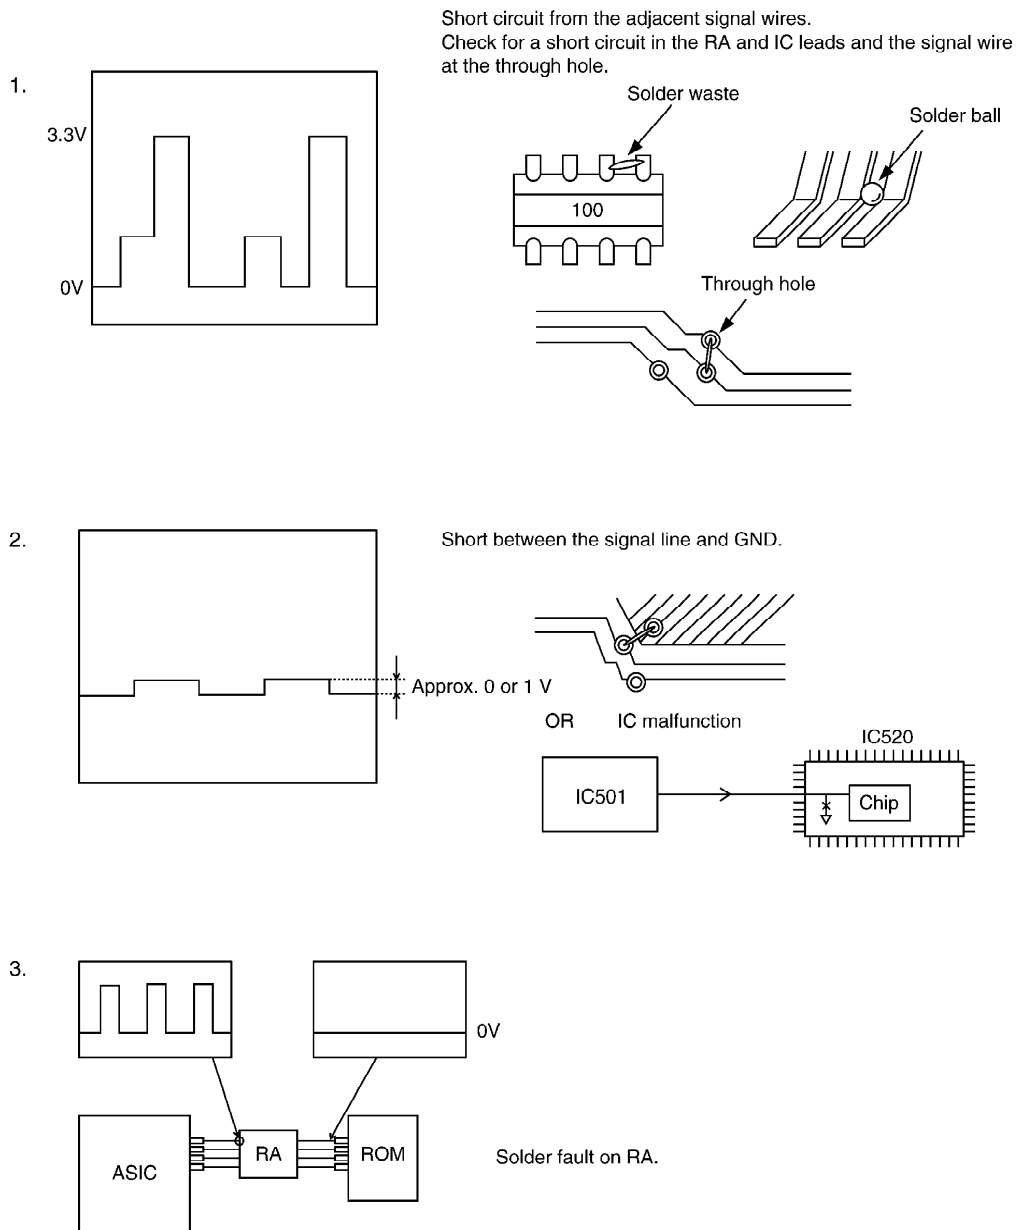 Short circuit from the adjacent signal wires.
Check for a short circuit in the RA and IC leads and the signal wire
at the through hole.
1.
3.3V
0V
Solder waste
Solder ball
100
Through hole
2.
Short between the signal line and GND.
Approx. 0 or 1 V
OR IC malfunction
IC520
IC501
Chip
3.
0V
ASIC
RA
ROM
Solder fault on RA.